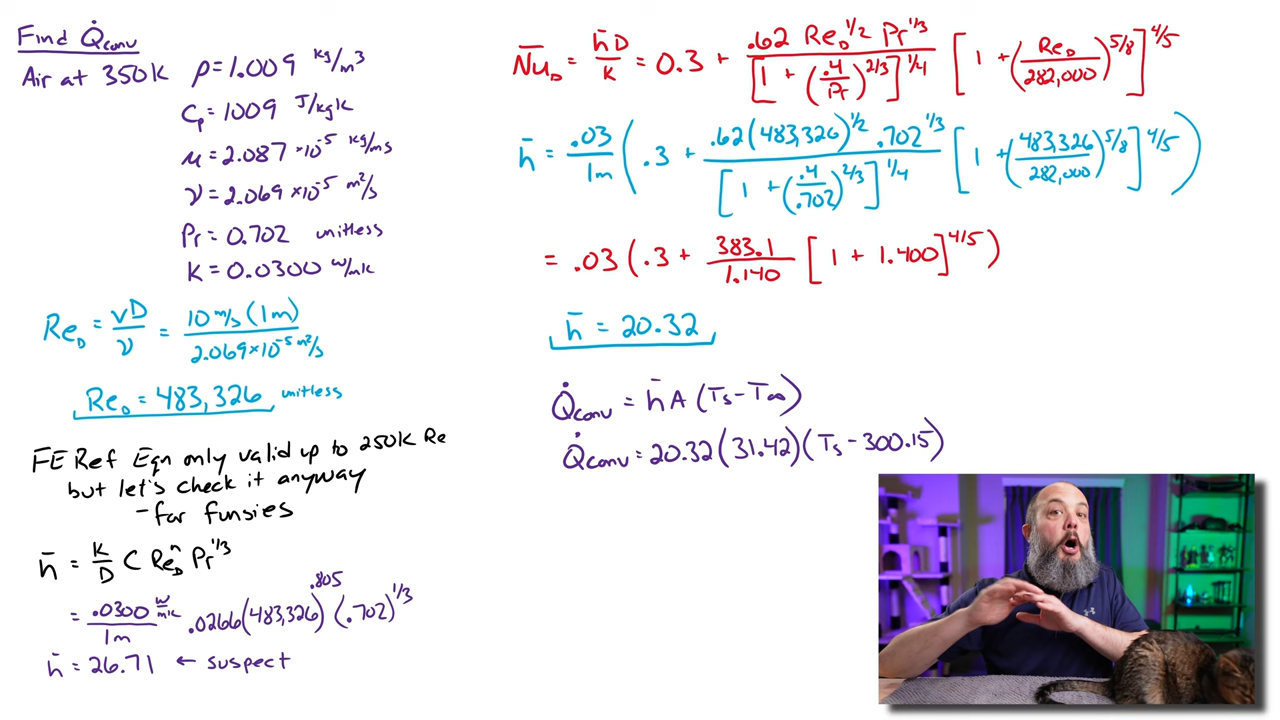 Find Q̇conv
Air at 350K ρ=1.009 kg/m³
Cp=1009 J/kgK
μ=2.087×10⁻⁵ kg/ms
ν=2.069×10⁻⁵ m²/s
Pr=0.702 unitless
K=0.0300 W/mK
Re_D = vD/ν = 10 m/s (1m) / 2.069×10⁻⁵ m²/s
Re_D = 483,326 unitless
FE Ref Eqn only valid up to 250K Re
but let's check it anyway
- for funsies
h̄ = K/D C Re_Dⁿ Pr^1/3
= .0300 W/mK / 1m .0266(483,326)^.805 (.702)^1/3
h̄ = 26.71 ← suspect
N̄u_D = h̄D/K = 0.3 + .62 Re_D^1/2 Pr^1/3 / [1 + (.4/Pr)^2/3]^1/4 [1 + (Re_D/282,000)^5/8]^4/5
h̄ = .03/1m (.3 + .62(483,326)^1/2 .702^1/3 / [1 + (.4/.702)^2/3]^1/4 [1 + (483,326/282,000)^5/8]^4/5)
= .03 (.3 + 383.1/1.140 [1 + 1.400]^4/5)
h̄ = 20.32
Q̇conv = h̄A (Ts - T∞)
Q̇conv = 20.32(31.42)(Ts - 300.15)